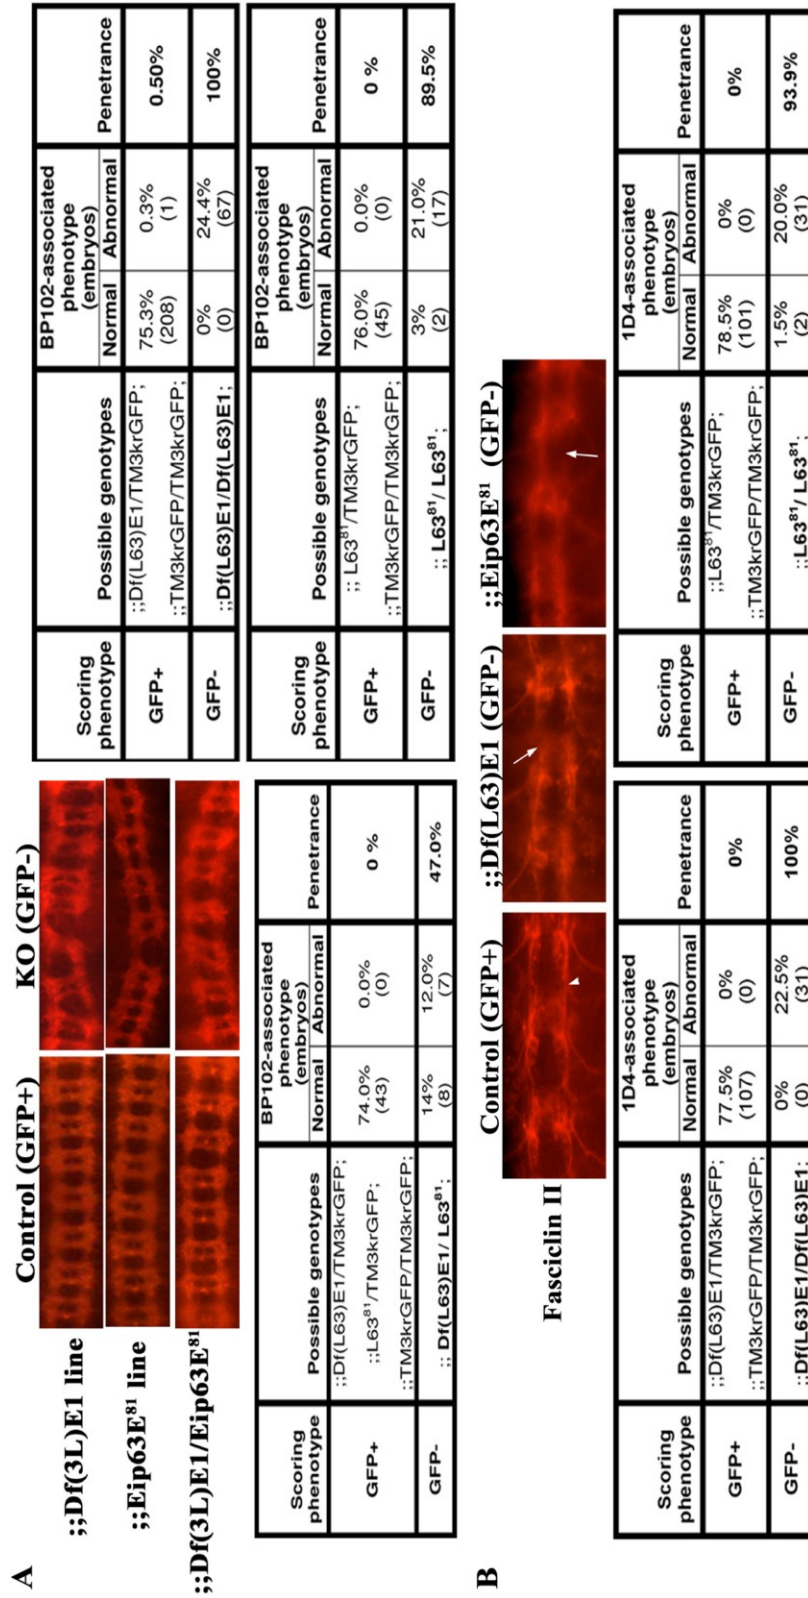 A
Control (GFP+)
KO (GFP-)
;;Df(3L)E1 line
;;Eip63E⁸¹ line
;;Df(3L)E1/Eip63E⁸¹
Scoring phenotype
Possible genotypes
BP102-associated phenotype (embryos)
Penetrance
Normal
Abnormal
GFP+
;;Df(L63)E1/TM3krGFP;
;;TM3krGFP/TM3krGFP;
75.3% (208)
0.3% (1)
0.50%
GFP-
;;Df(L63)E1/Df(L63)E1;
0% (0)
24.4% (67)
100%
Scoring phenotype
Possible genotypes
BP102-associated phenotype (embryos)
Penetrance
Normal
Abnormal
GFP+
;;Df(L63)E1/TM3krGFP;
;;L63⁸¹/TM3krGFP;
;;TM3krGFP/TM3krGFP;
74.0% (43)
0.0% (0)
0 %
GFP-
;; Df(L63)E1/ L63⁸¹;
14% (8)
12.0% (7)
47.0%
Scoring phenotype
Possible genotypes
BP102-associated phenotype (embryos)
Penetrance
Normal
Abnormal
GFP+
;; L63⁸¹/TM3krGFP;
;;TM3krGFP/TM3krGFP;
76.0% (45)
0.0% (0)
0 %
GFP-
;; L63⁸¹/ L63⁸¹;
3% (2)
21.0% (17)
89.5%
B
Control (GFP+)
;;Df(L63)E1 (GFP-)
;;Eip63E⁸¹ (GFP-)
Fasciclin II
Scoring phenotype
Possible genotypes
1D4-associated phenotype (embryos)
Penetrance
Normal
Abnormal
GFP+
;;Df(L63)E1/TM3krGFP;
;;TM3krGFP/TM3krGFP;
77.5% (107)
0% (0)
0%
GFP-
;;Df(L63)E1/Df(L63)E1;
0% (0)
22.5% (31)
100%
Scoring phenotype
Possible genotypes
1D4-associated phenotype (embryos)
Penetrance
Normal
Abnormal
GFP+
;;L63⁸¹/TM3krGFP;
;;TM3krGFP/TM3krGFP;
78.5% (101)
0% (0)
0%
GFP-
;;L63⁸¹/ L63⁸¹;
1.5% (2)
20.0% (31)
93.9%